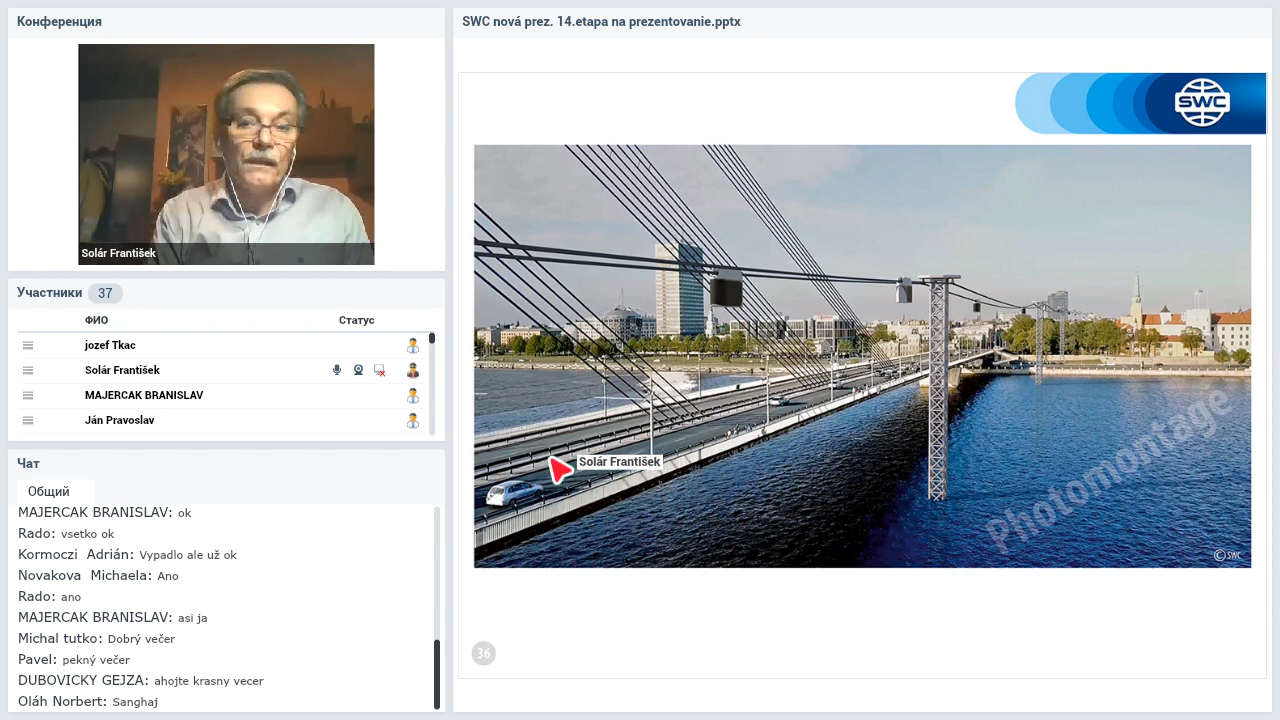 Конференция
Solár František
Участники 37
ФИО Статус
jozef Tkac
Solár František
MAJERCAK BRANISLAV
Ján Pravoslav
Чат
Общий
MAJERCAK BRANISLAV: ok
Rado: vsetko ok
Kormoczi Adrián: Vypadlo ale už ok
Novakova Michaela: Ano
Rado: ano
MAJERCAK BRANISLAV: asi ja
Michal tutko: Dobrý večer
Pavel: pekný večer
DUBOVICKY GEJZA: ahojte krasny vecer
Oláh Norbert: Sanghaj
SWC nová prez. 14.etapa na prezentovanie.pptx
SWC
Solár František
Photomontage
© SWC
36